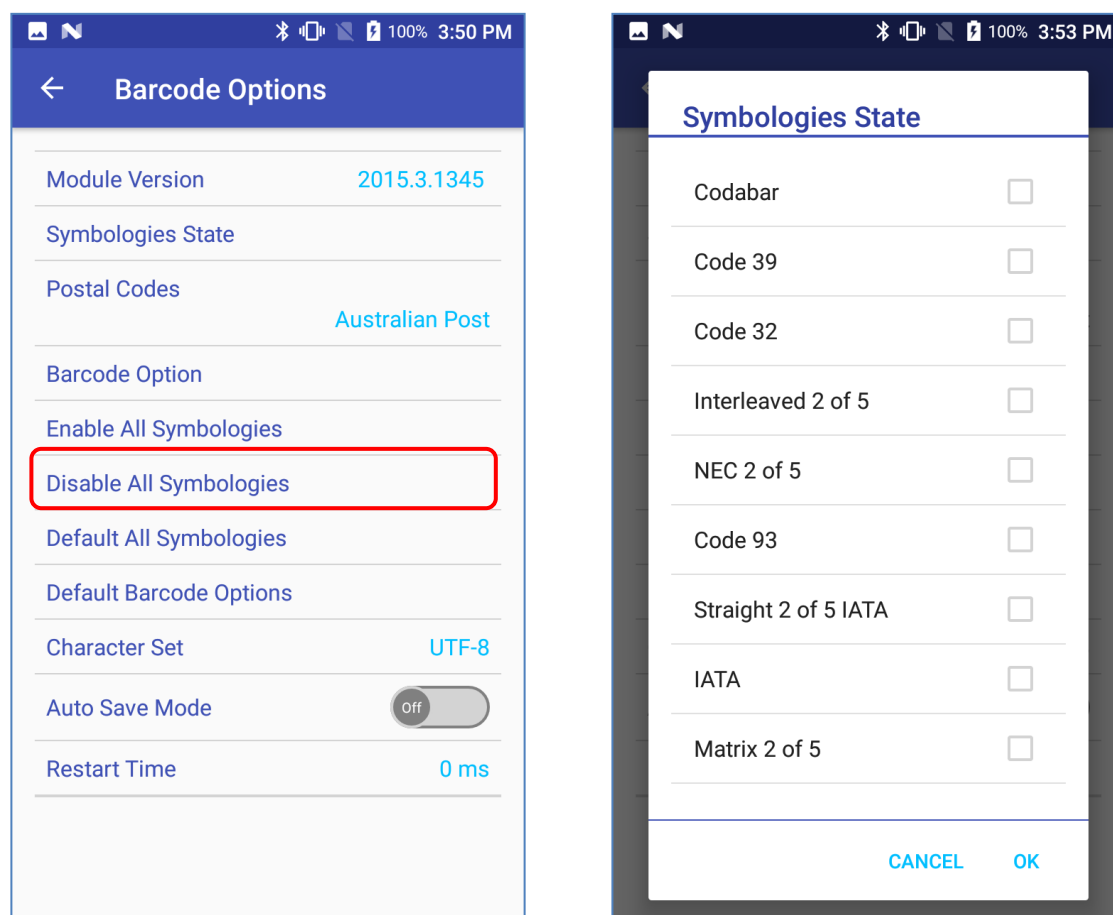 100% 3:50 PM
Barcode Options
Module Version 2015.3.1345
Symbologies State
Postal Codes
Australian Post
Barcode Option
Enable All Symbologies
Disable All Symbologies
Default All Symbologies
Default Barcode Options
Character Set UTF-8
Auto Save Mode Off
Restart Time 0 ms
100% 3:53 PM
Symbologies State
Codabar
Code 39
Code 32
Interleaved 2 of 5
NEC 2 of 5
Code 93
Straight 2 of 5 IATA
IATA
Matrix 2 of 5
CANCEL OK